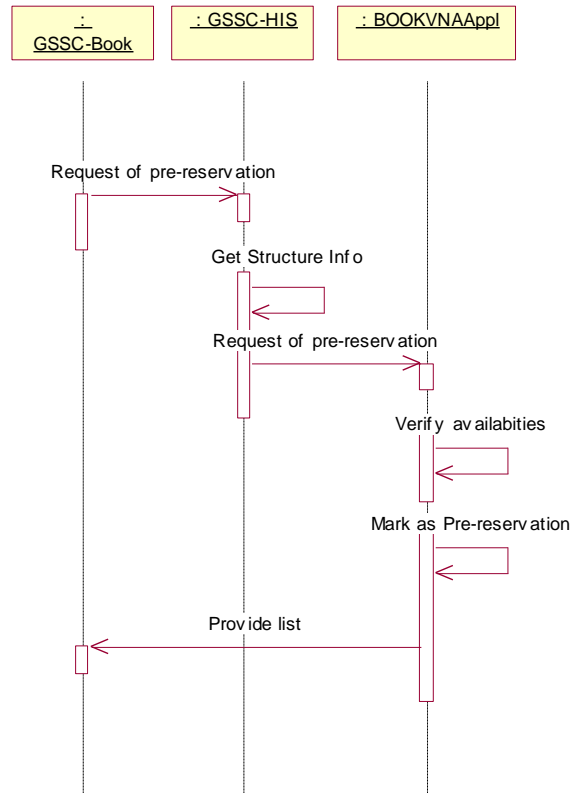 :
GSSC-Book
: GSSC-HIS
: BOOKVNAAppl
Request of pre-reservation
Get Structure Info
Request of pre-reservation
Verify availabities
Mark as Pre-reservation
Provide list